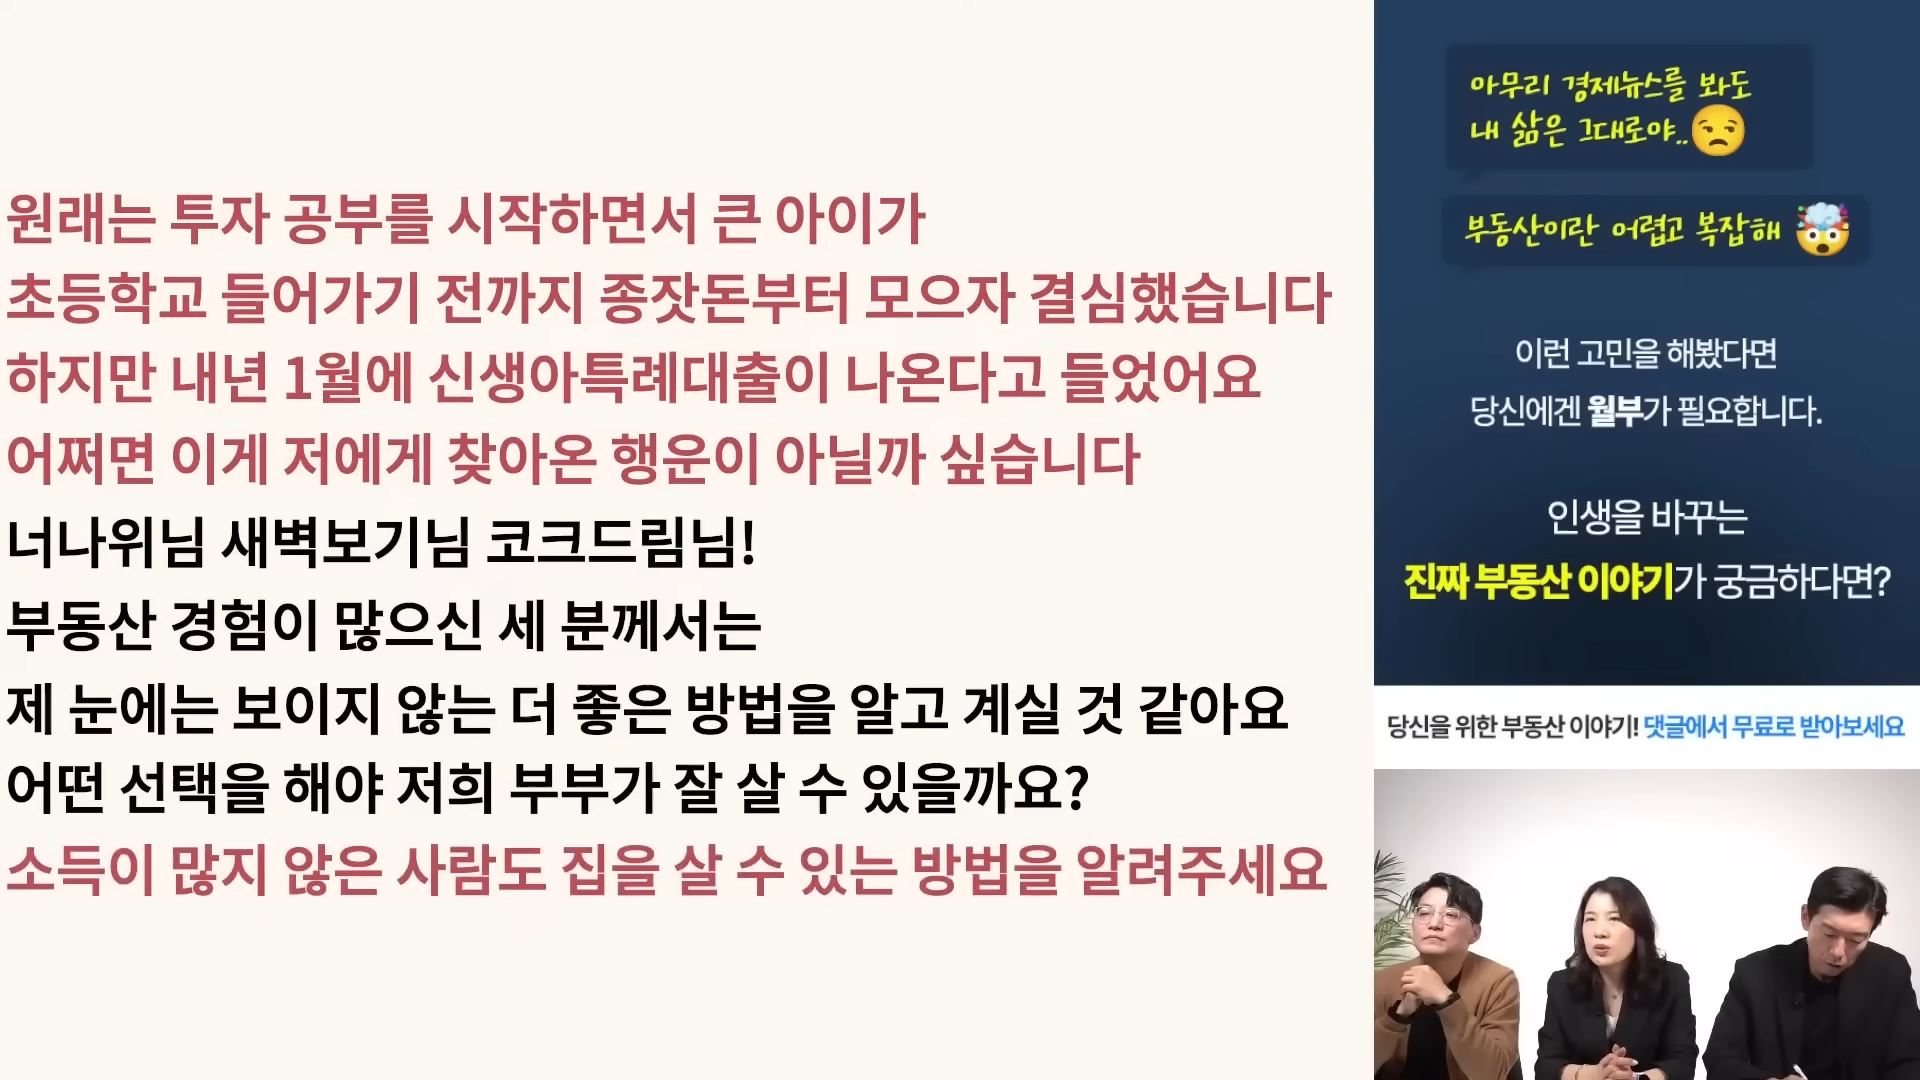 원래는 투자 공부를 시작하면서 큰 아이가
초등학교 들어가기 전까지 종잣돈부터 모으자 결심했습니다
하지만 내년 1월에 신생아특례대출이 나온다고 들었어요
어쩌면 이게 저에게 찾아온 행운이 아닐까 싶습니다
너나위님 새벽보기님 코크드림님!
부동산 경험이 많으신 세 분께서는
제 눈에는 보이지 않는 더 좋은 방법을 알고 계실 것 같아요
어떤 선택을 해야 저희 부부가 잘 살 수 있을까요?
소득이 많지 않은 사람도 집을 살 수 있는 방법을 알려주세요
아무리 경제뉴스를 봐도
내 삶은 그대로야..
부동산이란 어렵고 복잡해
이런 고민을 해봤다면
당신에겐 월부가 필요합니다.
인생을 바꾸는
진짜 부동산 이야기가 궁금하다면?
당신을 위한 부동산 이야기! 댓글에서 무료로 받아보세요